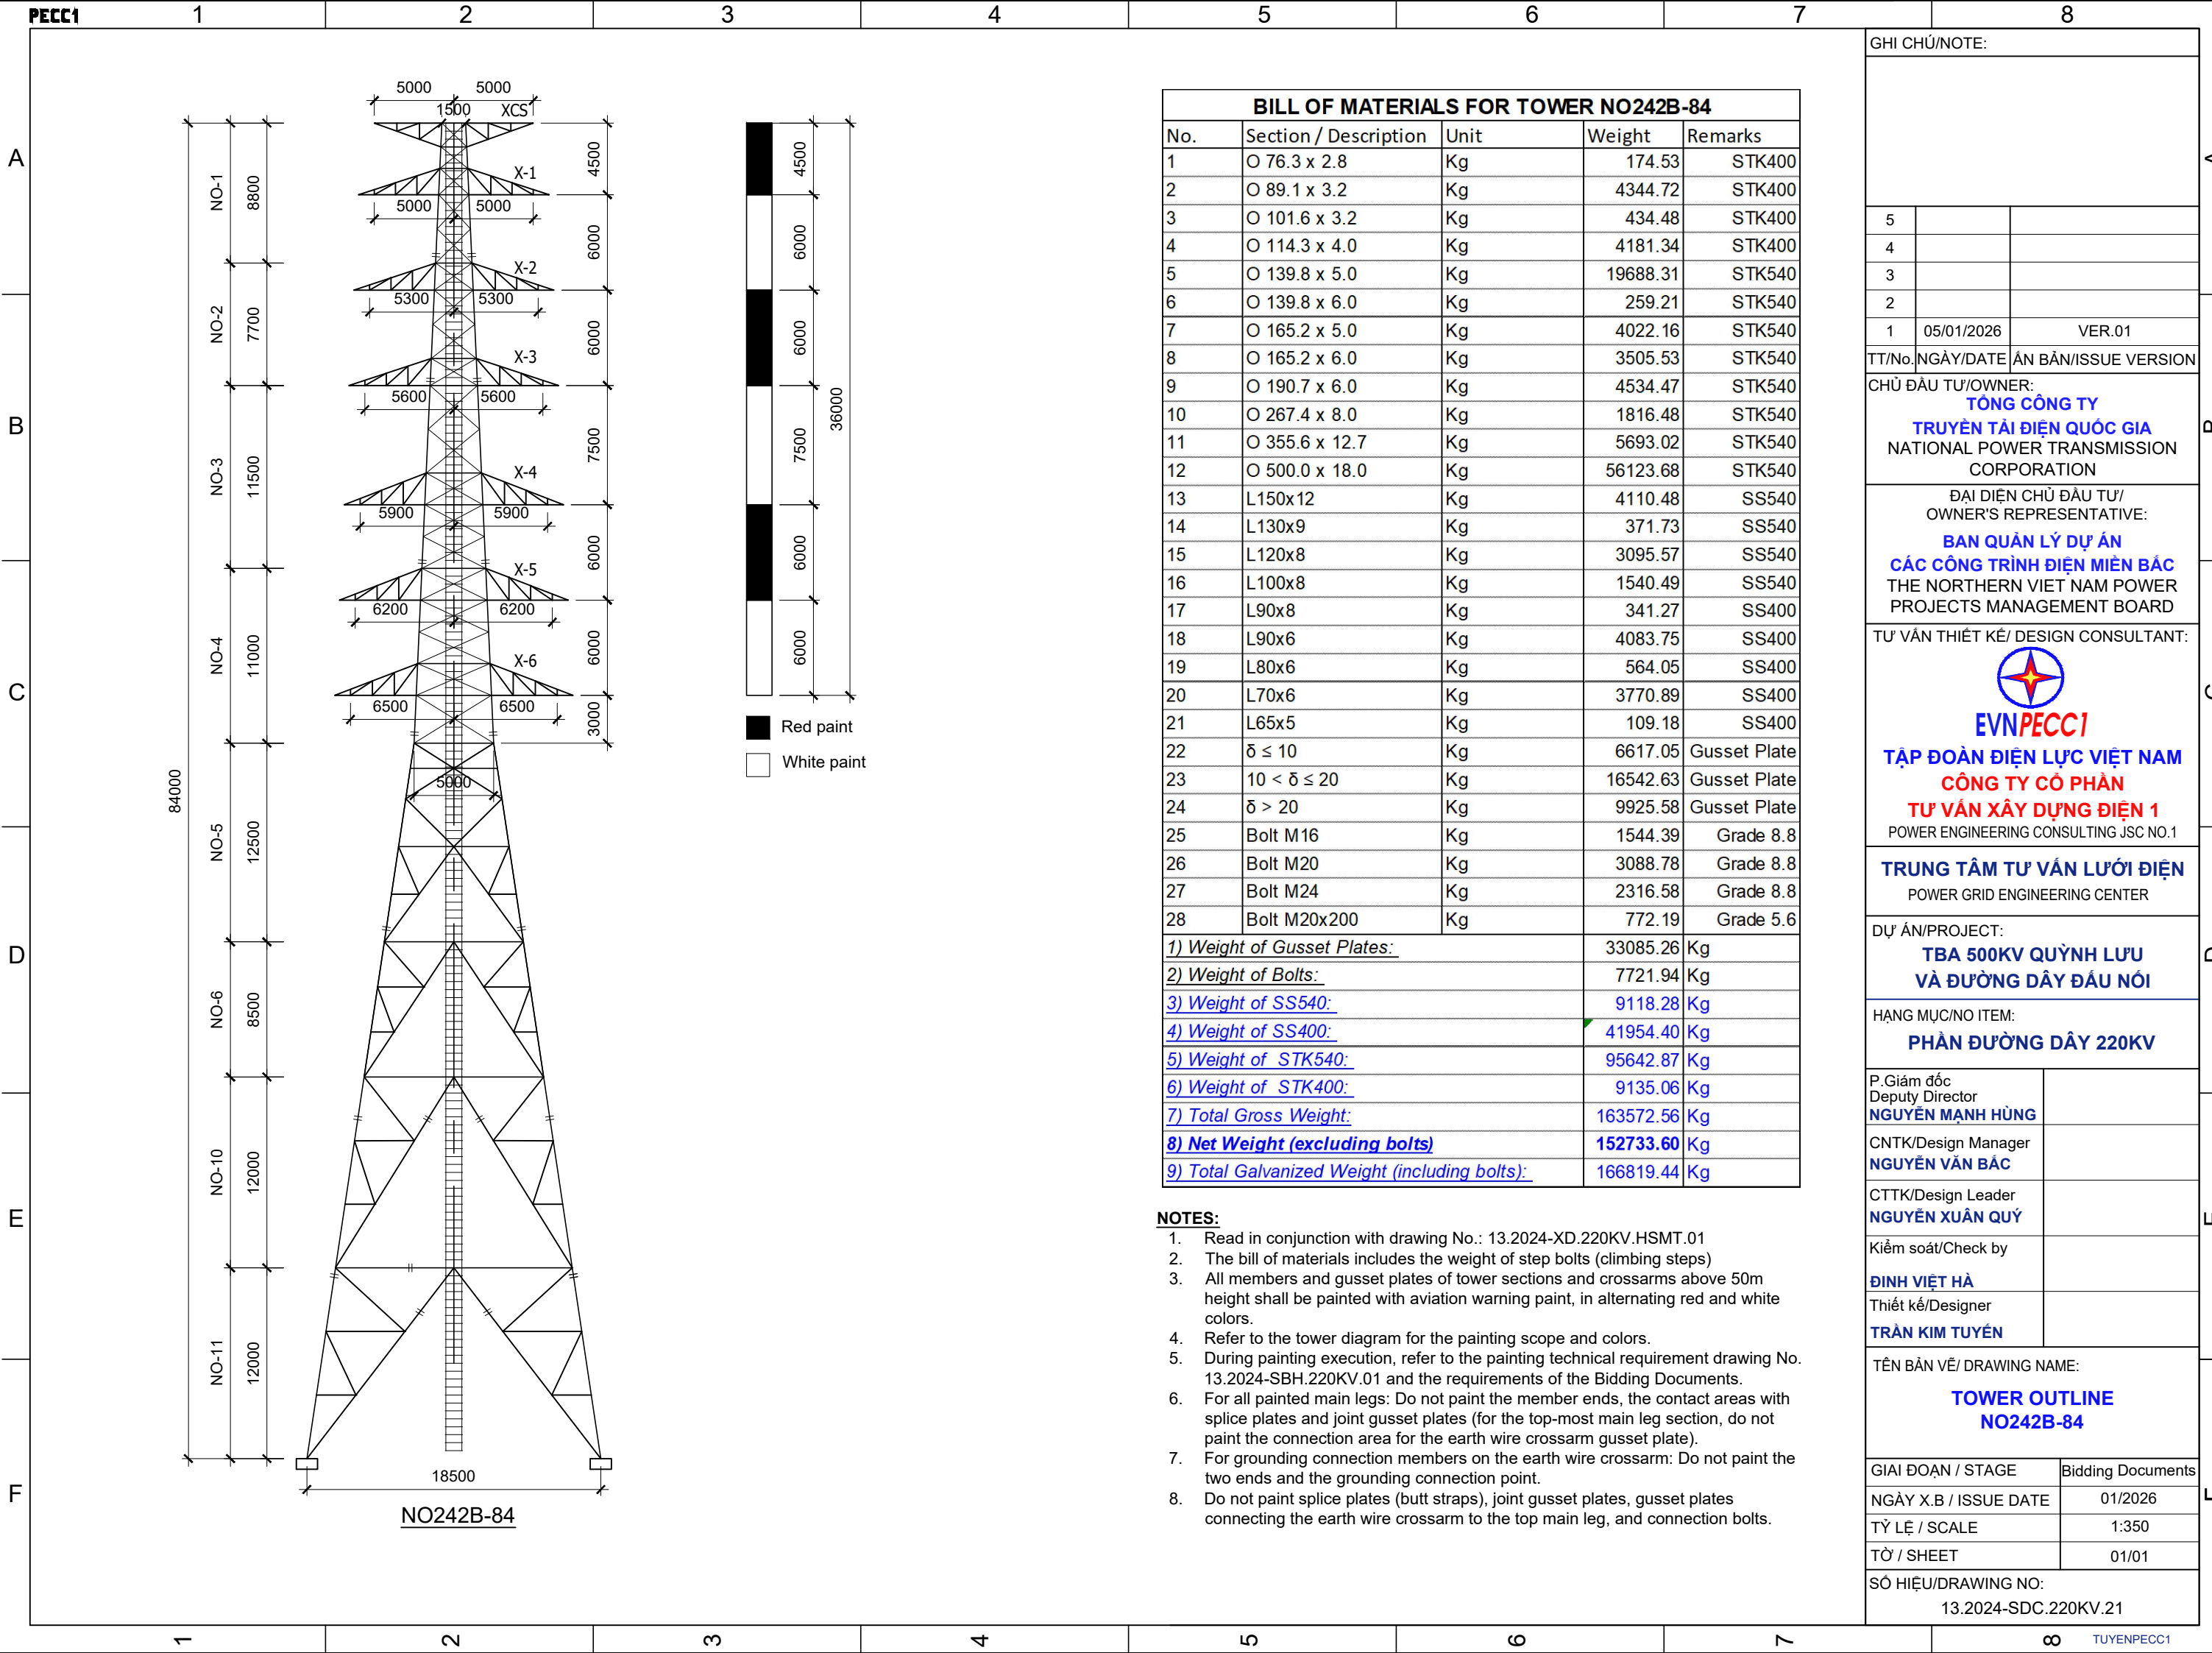 PECC1
1 2 3 4 5 6 7 8
A
B
C
D
E
F
5000 5000
1500 XCS
X-1
5000 5000
X-2
5300 5300
X-3
5600 5600
X-4
5900 5900
X-5
6200 6200
X-6
6500 6500
5000
18500
NO242B-84
84000
NO-1 8800
NO-2 7700
NO-3 11500
NO-4 11000
NO-5 12500
NO-6 8500
NO-10 12000
NO-11 12000
4500
6000
6000
7500
6000
6000
3000
4500
6000
6000
7500
6000
6000
36000
Red paint
White paint
BILL OF MATERIALS FOR TOWER NO242B-84
No. Section / Description Unit Weight Remarks
1 O 76.3 x 2.8 Kg 174.53 STK400
2 O 89.1 x 3.2 Kg 4344.72 STK400
3 O 101.6 x 3.2 Kg 434.48 STK400
4 O 114.3 x 4.0 Kg 4181.34 STK400
5 O 139.8 x 5.0 Kg 19688.31 STK540
6 O 139.8 x 6.0 Kg 259.21 STK540
7 O 165.2 x 5.0 Kg 4022.16 STK540
8 O 165.2 x 6.0 Kg 3505.53 STK540
9 O 190.7 x 6.0 Kg 4534.47 STK540
10 O 267.4 x 8.0 Kg 1816.48 STK540
11 O 355.6 x 12.7 Kg 5693.02 STK540
12 O 500.0 x 18.0 Kg 56123.68 STK540
13 L150x12 Kg 4110.48 SS540
14 L130x9 Kg 371.73 SS540
15 L120x8 Kg 3095.57 SS540
16 L100x8 Kg 1540.49 SS540
17 L90x8 Kg 341.27 SS400
18 L90x6 Kg 4083.75 SS400
19 L80x6 Kg 564.05 SS400
20 L70x6 Kg 3770.89 SS400
21 L65x5 Kg 109.18 SS400
22 δ ≤ 10 Kg 6617.05 Gusset Plate
23 10 < δ ≤ 20 Kg 16542.63 Gusset Plate
24 δ > 20 Kg 9925.58 Gusset Plate
25 Bolt M16 Kg 1544.39 Grade 8.8
26 Bolt M20 Kg 3088.78 Grade 8.8
27 Bolt M24 Kg 2316.58 Grade 8.8
28 Bolt M20x200 Kg 772.19 Grade 5.6
1) Weight of Gusset Plates: 33085.26 Kg
2) Weight of Bolts: 7721.94 Kg
3) Weight of SS540: 9118.28 Kg
4) Weight of SS400: 41954.40 Kg
5) Weight of STK540: 95642.87 Kg
6) Weight of STK400: 9135.06 Kg
7) Total Gross Weight: 163572.56 Kg
8) Net Weight (excluding bolts) 152733.60 Kg
9) Total Galvanized Weight (including bolts): 166819.44 Kg
NOTES:
1. Read in conjunction with drawing No.: 13.2024-XD.220KV.HSMT.01
2. The bill of materials includes the weight of step bolts (climbing steps)
3. All members and gusset plates of tower sections and crossarms above 50m
height shall be painted with aviation warning paint, in alternating red and white
colors.
4. Refer to the tower diagram for the painting scope and colors.
5. During painting execution, refer to the painting technical requirement drawing No.
13.2024-SBH.220KV.01 and the requirements of the Bidding Documents.
6. For all painted main legs: Do not paint the member ends, the contact areas with
splice plates and joint gusset plates (for the top-most main leg section, do not
paint the connection area for the earth wire crossarm gusset plate).
7. For grounding connection members on the earth wire crossarm: Do not paint the
two ends and the grounding connection point.
8. Do not paint splice plates (butt straps), joint gusset plates, gusset plates
connecting the earth wire crossarm to the top main leg, and connection bolts.
GHI CHÚ/NOTE:
5
4
3
2
1 05/01/2026 VER.01
TT/No. NGÀY/DATE ẤN BẢN/ISSUE VERSION
CHỦ ĐẦU TƯ/OWNER:
TỔNG CÔNG TY
TRUYỀN TẢI ĐIỆN QUỐC GIA
NATIONAL POWER TRANSMISSION
CORPORATION
ĐẠI DIỆN CHỦ ĐẦU TƯ/
OWNER'S REPRESENTATIVE:
BAN QUẢN LÝ DỰ ÁN
CÁC CÔNG TRÌNH ĐIỆN MIỀN BẮC
THE NORTHERN VIET NAM POWER
PROJECTS MANAGEMENT BOARD
TƯ VẤN THIẾT KẾ/ DESIGN CONSULTANT:
EVNPECC1
TẬP ĐOÀN ĐIỆN LỰC VIỆT NAM
CÔNG TY CỔ PHẦN
TƯ VẤN XÂY DỰNG ĐIỆN 1
POWER ENGINEERING CONSULTING JSC NO.1
TRUNG TÂM TƯ VẤN LƯỚI ĐIỆN
POWER GRID ENGINEERING CENTER
DỰ ÁN/PROJECT:
TBA 500KV QUỲNH LƯU
VÀ ĐƯỜNG DÂY ĐẤU NỐI
HẠNG MỤC/NO ITEM:
PHẦN ĐƯỜNG DÂY 220KV
P.Giám đốc
Deputy Director
NGUYỄN MẠNH HÙNG
CNTK/Design Manager
NGUYỄN VĂN BẮC
CTTK/Design Leader
NGUYỄN XUÂN QUÝ
Kiểm soát/Check by
ĐINH VIỆT HÀ
Thiết kế/Designer
TRẦN KIM TUYẾN
TÊN BẢN VẼ/ DRAWING NAME:
TOWER OUTLINE
NO242B-84
GIAI ĐOẠN / STAGE Bidding Documents
NGÀY X.B / ISSUE DATE 01/2026
TỶ LỆ / SCALE 1:350
TỜ / SHEET 01/01
SỐ HIỆU/DRAWING NO:
13.2024-SDC.220KV.21
1 2 3 4 5 6 7 8
TUYENPECC1